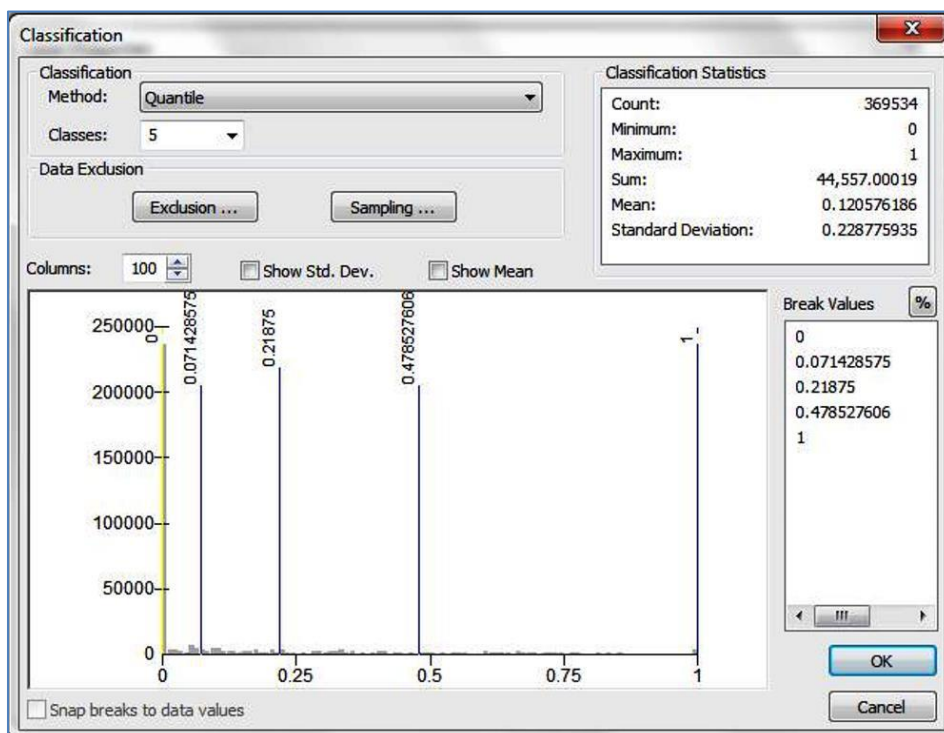 Classification
Classification
Method: Quantile
Classes: 5
Data Exclusion
Exclusion ...
Sampling ...
Classification Statistics
Count: 369534
Minimum: 0
Maximum: 1
Sum: 44,557.00019
Mean: 0.120576186
Standard Deviation: 0.228775935
Columns: 100
Show Std. Dev.
Show Mean
Break Values
%
0
0.071428575
0.21875
0.478527606
1
250000
200000
150000
100000
50000
0
0
0.071428575
0.21875
0.478527606
1
0 0.25 0.5 0.75 1
Snap breaks to data values
OK
Cancel